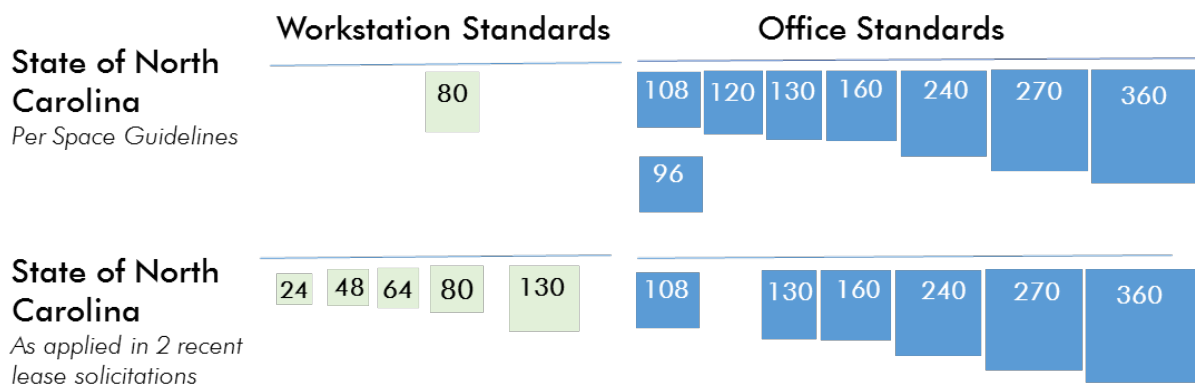 Workstation Standards
Office Standards
State of North
Carolina
Per Space Guidelines
80
108 120 130 160 240 270 360
96
State of North
Carolina
As applied in 2 recent
lease solicitations
24 48 64 80 130
108 130 160 240 270 360